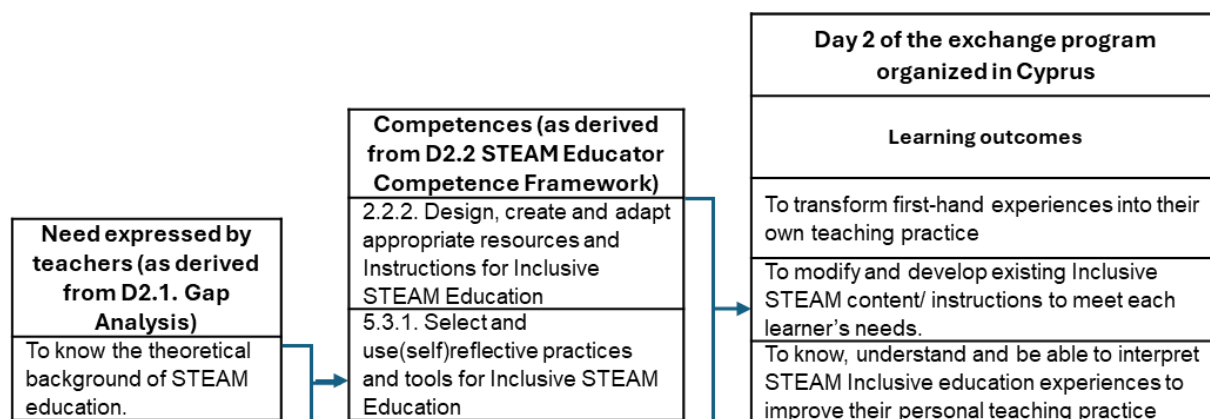 Need expressed by
teachers (as derived
from D2.1. Gap
Analysis)
To know the theoretical
background of STEAM
education.
Competences (as derived
from D2.2 STEAM Educator
Competence Framework)
2.2.2. Design, create and adapt
appropriate resources and
Instructions for Inclusive
STEAM Education
5.3.1. Select and
use(self)reflective practices
and tools for Inclusive STEAM
Education
Day 2 of the exchange program
organized in Cyprus
Learning outcomes
To transform first-hand experiences into their
own teaching practice
To modify and develop existing Inclusive
STEAM content/ instructions to meet each
learner's needs.
To know, understand and be able to interpret
STEAM Inclusive education experiences to
improve their personal teaching practice